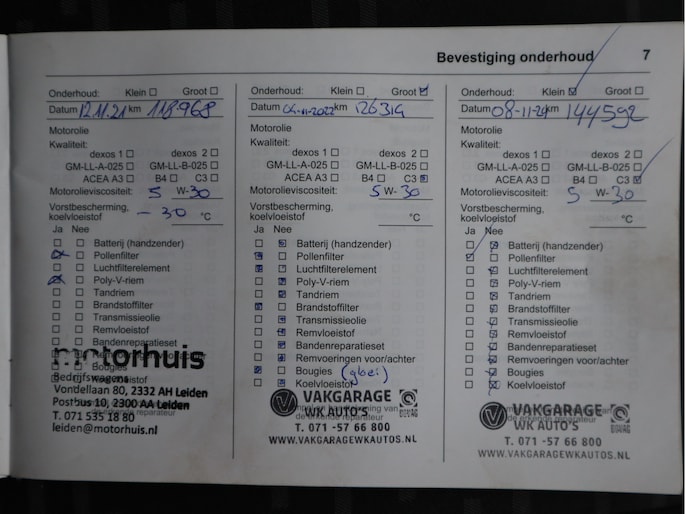 Bevestiging onderhoud 7
Onderhoud: Klein ☐ Groot ☐
Datum 12.11.21 km 118.968
Motorolie
Kwaliteit:
dexos 1 ☐ dexos 2 ☐
GM-LL-A-025 ☐ GM-LL-B-025 ☐
ACEA A3 ☐ B4 ☐ C3 ☐
Motorolieviscositeit: 5 W-30
Vorstbescherming,
koelvloeistof - 30 °C
Ja Nee
Batterij (handzender)
Pollenfilter
Luchtfilterelement
Poly-V-riem
Tandriem
Brandstoffilter
Transmissieolie
Remvloeistof
Bandenreparatieset
motorhuis
Bedrijfswagens
Bougies
Vondellaan 80, 2332 AH Leiden
Postbus 10, 2300 AA Leiden
T. 071 535 18 80
leiden@motorhuis.nl
Onderhoud: Klein ☐ Groot ☑
Datum 04-11-2022 km 126319
Motorolie
Kwaliteit:
dexos 1 ☐ dexos 2 ☐
GM-LL-A-025 ☐ GM-LL-B-025 ☐
ACEA A3 ☐ B4 ☐ C3 ☒
Motorolieviscositeit: 5 W-30
Vorstbescherming,
koelvloeistof °C
Ja Nee
Batterij (handzender)
Pollenfilter
Luchtfilterelement
Poly-V-riem
Tandriem
Brandstoffilter
Transmissieolie
Remvloeistof
Bandenreparatieset
Remvoeringen voor/achter
Bougies
Koelvloeistof
VAKGARAGE
WK AUTO'S
BOVAG
T. 071 -57 66 800
WWW.VAKGARAGEWKAUTOS.NL
Onderhoud: Klein ☑ Groot ☐
Datum 08-11-24 km 144592
Motorolie
Kwaliteit:
dexos 1 ☐ dexos 2 ☐
GM-LL-A-025 ☐ GM-LL-B-025 ☐
ACEA A3 ☐ B4 ☐ C3 ☑
Motorolieviscositeit: 5 W-30
Vorstbescherming,
koelvloeistof °C
Ja Nee
Batterij (handzender)
Pollenfilter
Luchtfilterelement
Poly-V-riem
Tandriem
Brandstoffilter
Transmissieolie
Remvloeistof
Bandenreparatieset
Remvoeringen voor/achter
Bougies
Koelvloeistof
VAKGARAGE
WK AUTO'S
BOVAG
T. 071 -57 66 800
WWW.VAKGARAGEWKAUTOS.NL